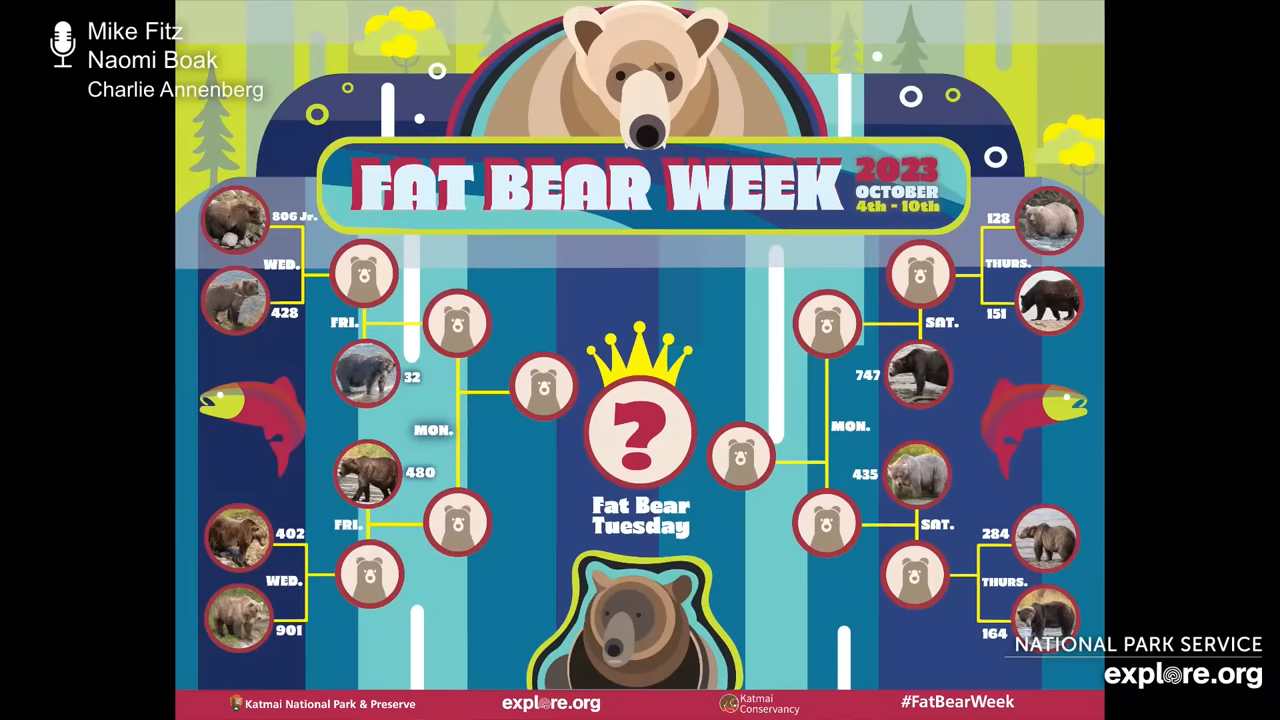 Mike Fitz
Naomi Boak
Charlie Annenberg
FAT BEAR WEEK
2023
OCTOBER
4th - 10th
806 Jr.
WED.
428
FRI.
32
MON.
480
FRI.
402
WED.
901
128
THURS.
151
SAT.
747
MON.
435
SAT.
284
THURS.
164
?
Fat Bear
Tuesday
NATIONAL PARK SERVICE
explore.org
Katmai National Park & Preserve
explore.org
Katmai
Conservancy
#FatBearWeek